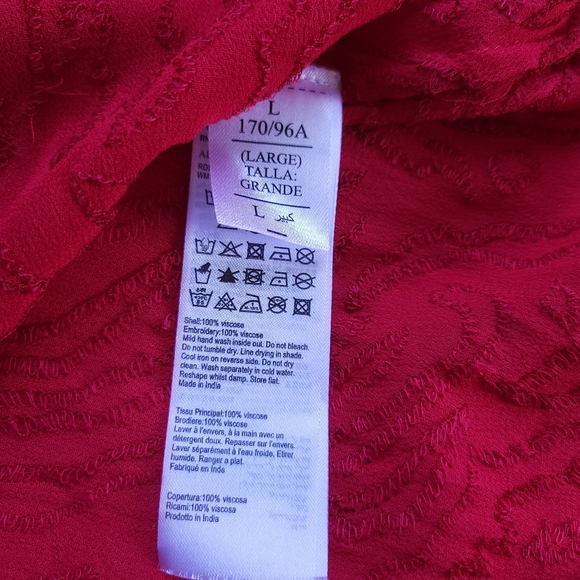 L
170/96A
(LARGE)
TALLA:
GRANDE
L كبير
Shell:100% viscose
Embroidery:100% viscose
Mild hand wash inside out. Do not bleach.
Do not tumble dry. Line drying in shade.
Cool iron on reverse side. Do not dry
clean. Wash separately in cold water.
Reshape whilst damp. Store flat.
Made in India
Tissu Principal:100% viscose
Broderie:100% viscose
Laver à l'envers, à la main avec un
détergent doux. Repasser sur l'envers.
Laver séparément à l'eau froide. Etirer
humide. Ranger a plat.
Fabriqué en Inde
Copertura:100% viscosa
Ricami:100% viscosa
Prodotto in India